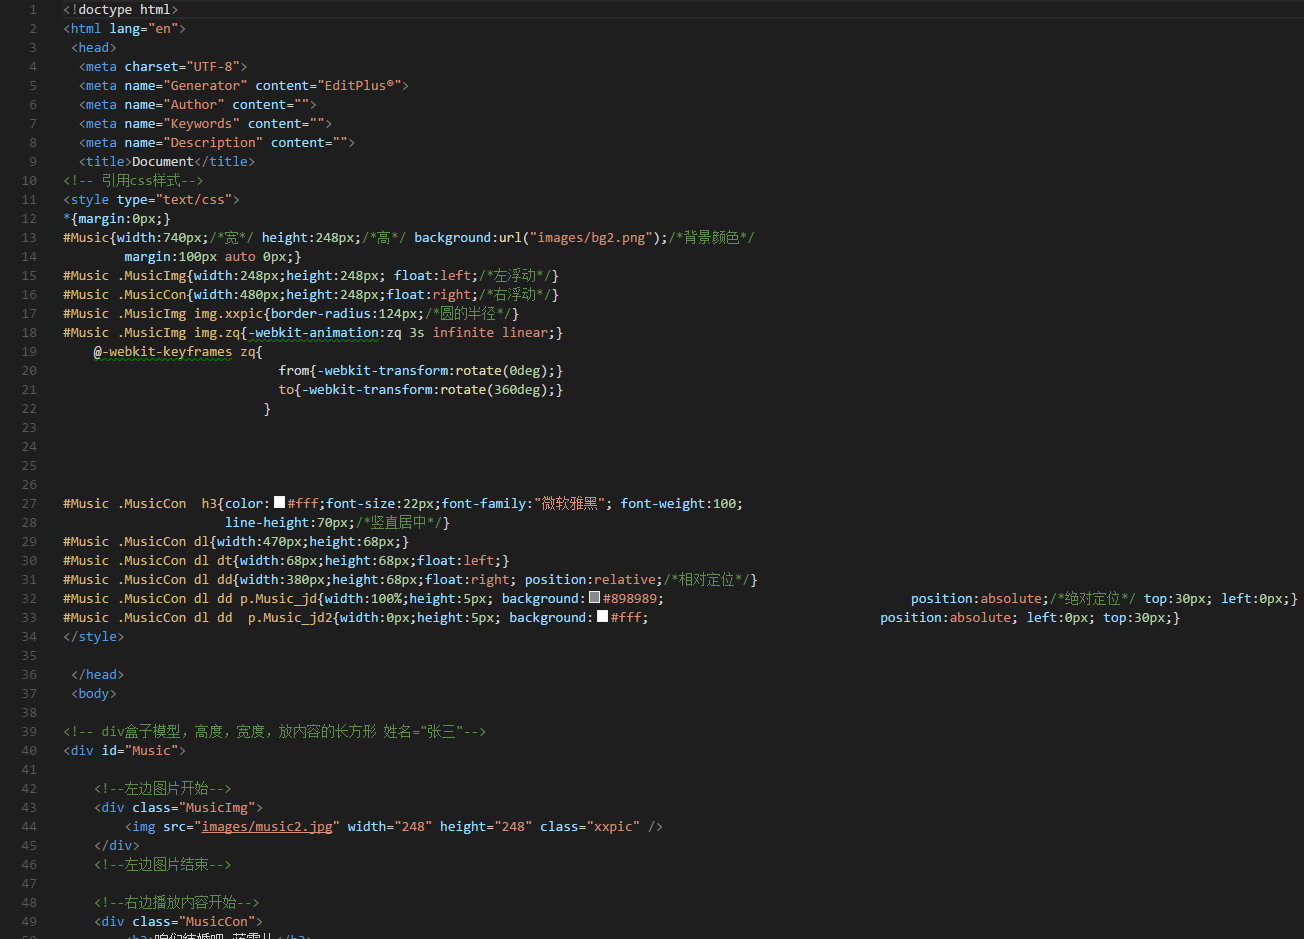 1 <!doctype html>
2 <html lang="en">
3 <head>
4 <meta charset="UTF-8">
5 <meta name="Generator" content="EditPlus®">
6 <meta name="Author" content="">
7 <meta name="Keywords" content="">
8 <meta name="Description" content="">
9 <title>Document</title>
10 <!-- 引用css样式-->
11 <style type="text/css">
12 *{margin:0px;}
13 #Music{width:740px;/*宽*/ height:248px;/*高*/ background:url("images/bg2.png");/*背景颜色*/
14 margin:100px auto 0px;}
15 #Music .MusicImg{width:248px;height:248px; float:left;/*左浮动*/}
16 #Music .MusicCon{width:480px;height:248px;float:right;/*右浮动*/}
17 #Music .MusicImg img.xxpic{border-radius:124px;/*圆的半径*/}
18 #Music .MusicImg img.zq{-webkit-animation:zq 3s infinite linear;}
19 @-webkit-keyframes zq{
20 from{-webkit-transform:rotate(0deg);}
21 to{-webkit-transform:rotate(360deg);}
22 }
23
24
25
26
27 #Music .MusicCon  h3{color:#fff;font-size:22px;font-family:"微软雅黑"; font-weight:100;
28 line-height:70px;/*竖直居中*/}
29 #Music .MusicCon dl{width:470px;height:68px;}
30 #Music .MusicCon dl dt{width:68px;height:68px;float:left;}
31 #Music .MusicCon dl dd{width:380px;height:68px;float:right; position:relative;/*相对定位*/}
32 #Music .MusicCon dl dd p.Music_jd{width:100%;height:5px; background:#898989; position:absolute;/*绝对定位*/ top:30px; left:0px;}
33 #Music .MusicCon dl dd  p.Music_jd2{width:0px;height:5px; background:#fff; position:absolute; left:0px; top:30px;}
34 </style>
35
36 </head>
37 <body>
38
39 <!-- div盒子模型，高度，宽度，放内容的长方形 姓名="张三"-->
40 <div id="Music">
41
42 <!--左边图片开始-->
43 <div class="MusicImg">
44 <img src="images/music2.jpg" width="248" height="248" class="xxpic" />
45 </div>
46 <!--左边图片结束-->
47
48 <!--右边播放内容开始-->
49 <div class="MusicCon">